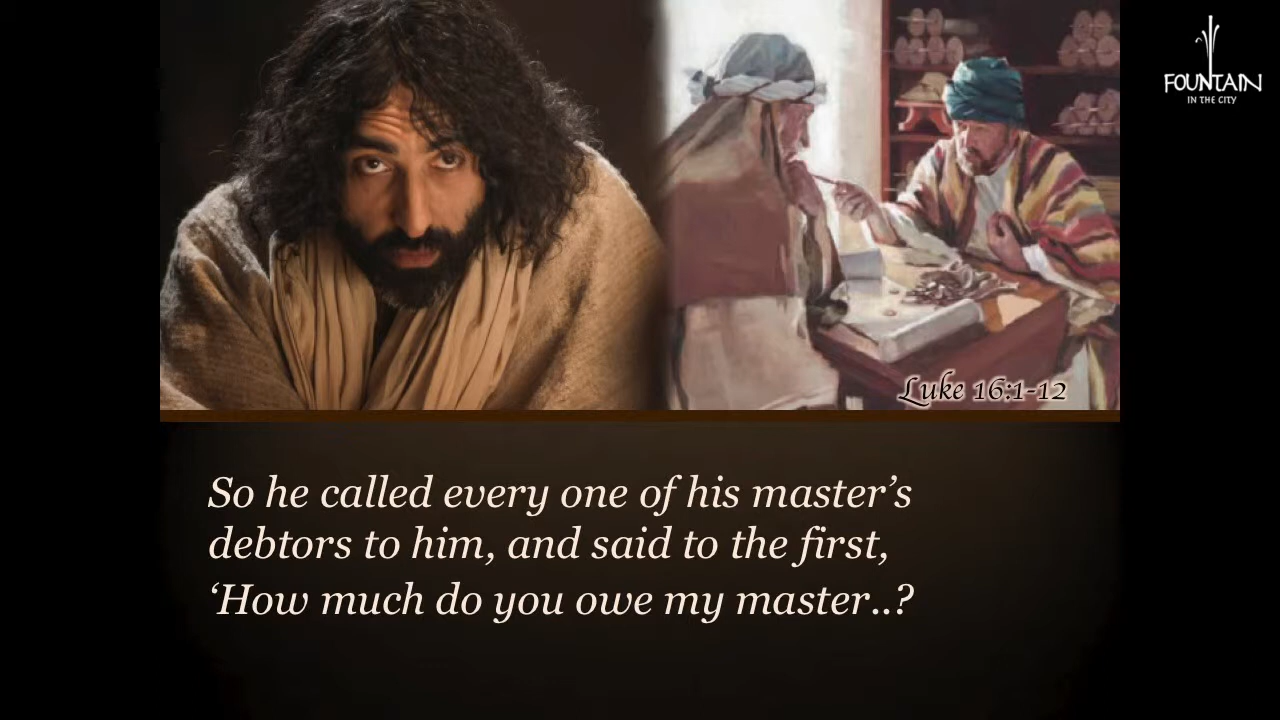 FOUNTAIN
IN THE CITY
Luke 16:1-12
So he called every one of his master’s
debtors to him, and said to the first,
‘How much do you owe my master..?